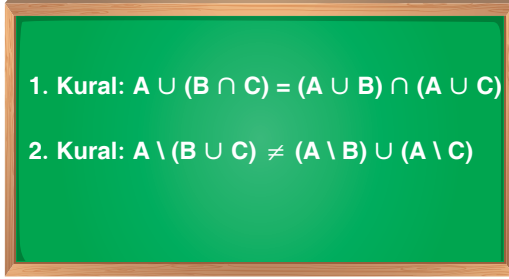 1. Kural: A ∪ (B ∩ C) = (A ∪ B) ∩ (A ∪ C)
2. Kural: A \ (B ∪ C) ≠ (A \ B) ∪ (A \ C)